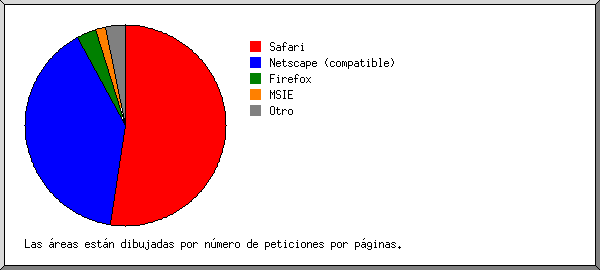 Safari
Netscape (compatible)
Firefox
MSIE
Otro
Las áreas están dibujadas por número de peticiones por páginas.